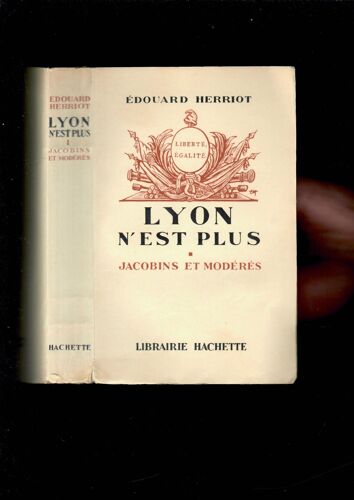 ÉDOUARD
HERRIOT
LYON
N'EST PLUS
I
JACOBINS
ET MODÉRÉS
HACHETTE
ÉDOUARD HERRIOT
LIBERTÉ,
ÉGALITÉ
LYON
N'EST PLUS
JACOBINS ET MODÉRÉS
LIBRAIRIE HACHETTE